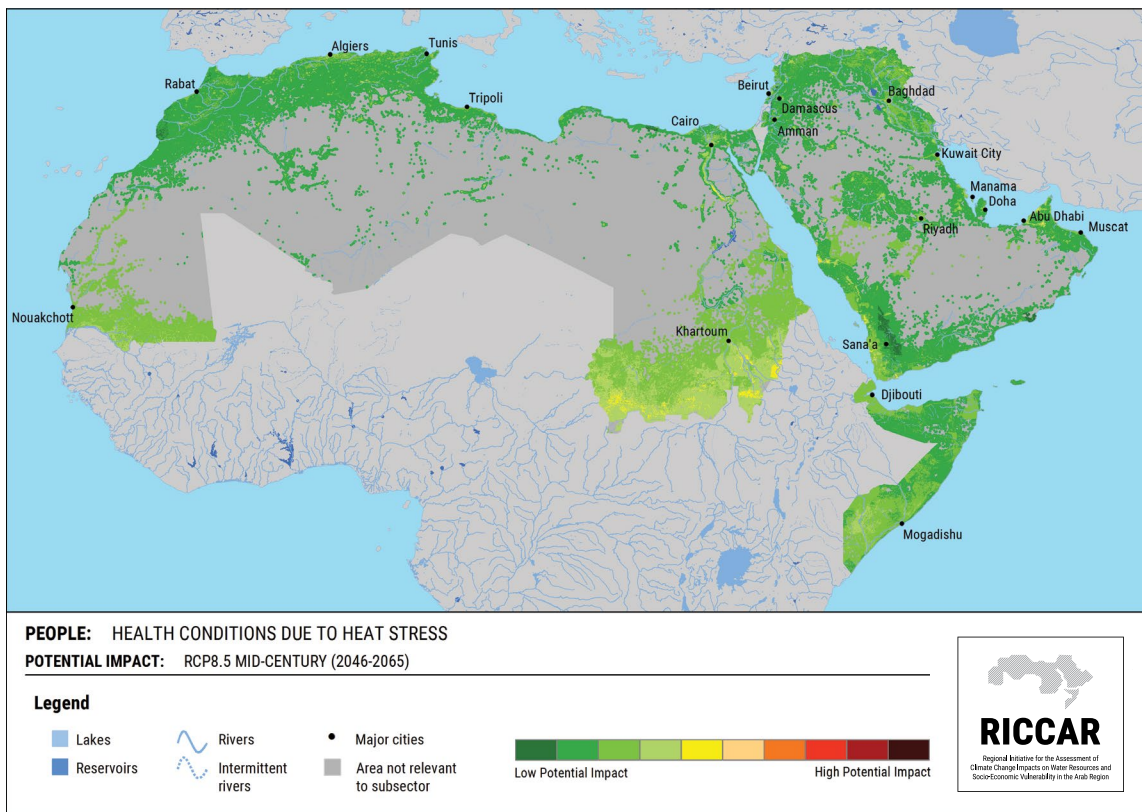 Algiers
Tunis
Rabat
Tripoli
Beirut
Damascus
Amman
Baghdad
Cairo
Kuwait City
Manama
Doha
Abu Dhabi
Muscat
Riyadh
Nouakchott
Khartoum
Sana'a
Djibouti
Mogadishu
PEOPLE: HEALTH CONDITIONS DUE TO HEAT STRESS
POTENTIAL IMPACT: RCP8.5 MID-CENTURY (2046-2065)
Legend
Lakes
Reservoirs
Rivers
Intermittent
rivers
Major cities
Area not relevant
to subsector
Low Potential Impact
High Potential Impact
RICCAR
Regional Initiative for the Assessment of
Climate Change Impacts on Water Resources and
Socio-Economic Vulnerability in the Arab Region